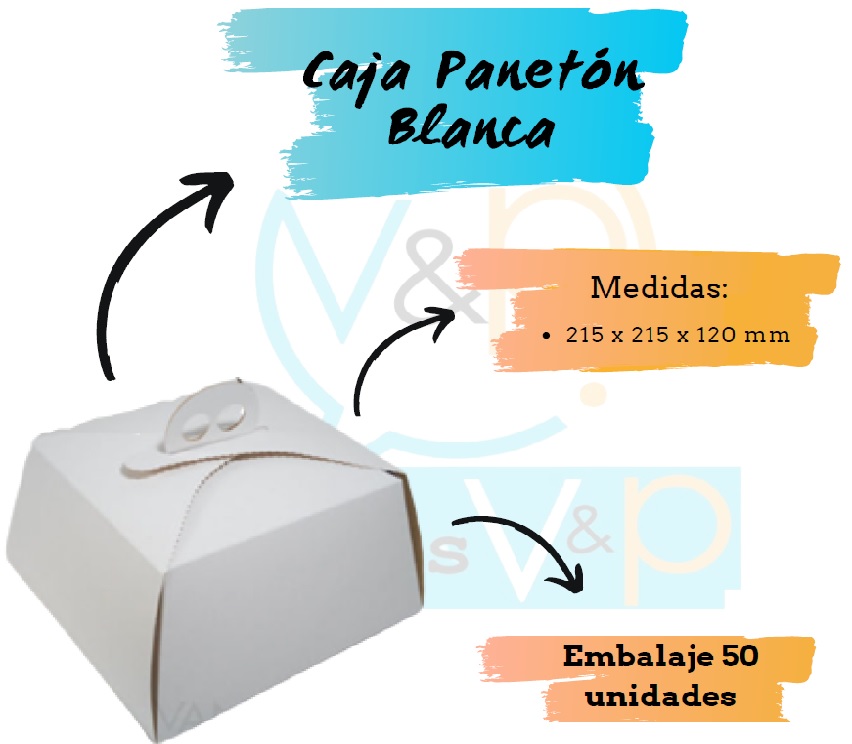 Caja Panetón
Blanca
V&P.
Medidas:
• 215 x 215 x 120 mm
s V&P
Embalaje 50
unidades